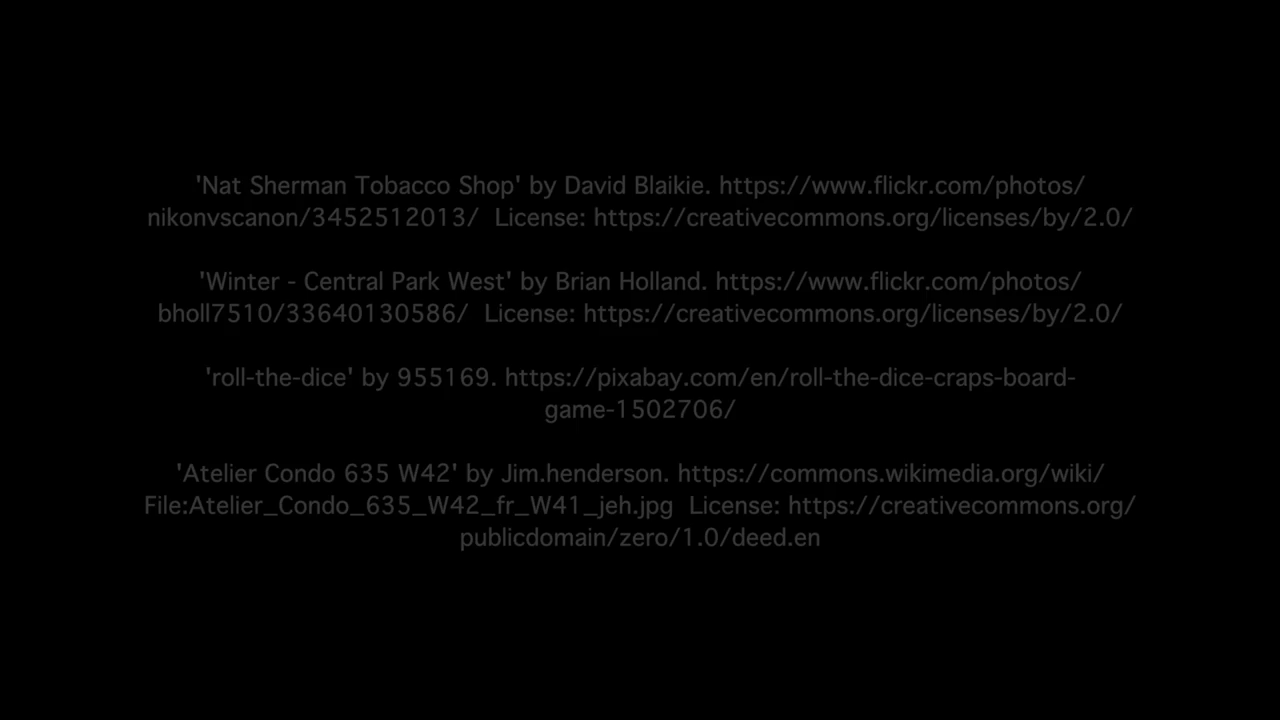 'Nat Sherman Tobacco Shop' by David Blaikie. https://www.flickr.com/photos/
nikonvscanon/3452512013/ License: https://creativecommons.org/licenses/by/2.0/
'Winter - Central Park West' by Brian Holland. https://www.flickr.com/photos/
bholl7510/33640130586/ License: https://creativecommons.org/licenses/by/2.0/
'roll-the-dice' by 955169. https://pixabay.com/en/roll-the-dice-craps-board-
game-1502706/
'Atelier Condo 635 W42' by Jim.henderson. https://commons.wikimedia.org/wiki/
File:Atelier_Condo_635_W42_fr_W41_jeh.jpg License: https://creativecommons.org/
publicdomain/zero/1.0/deed.en